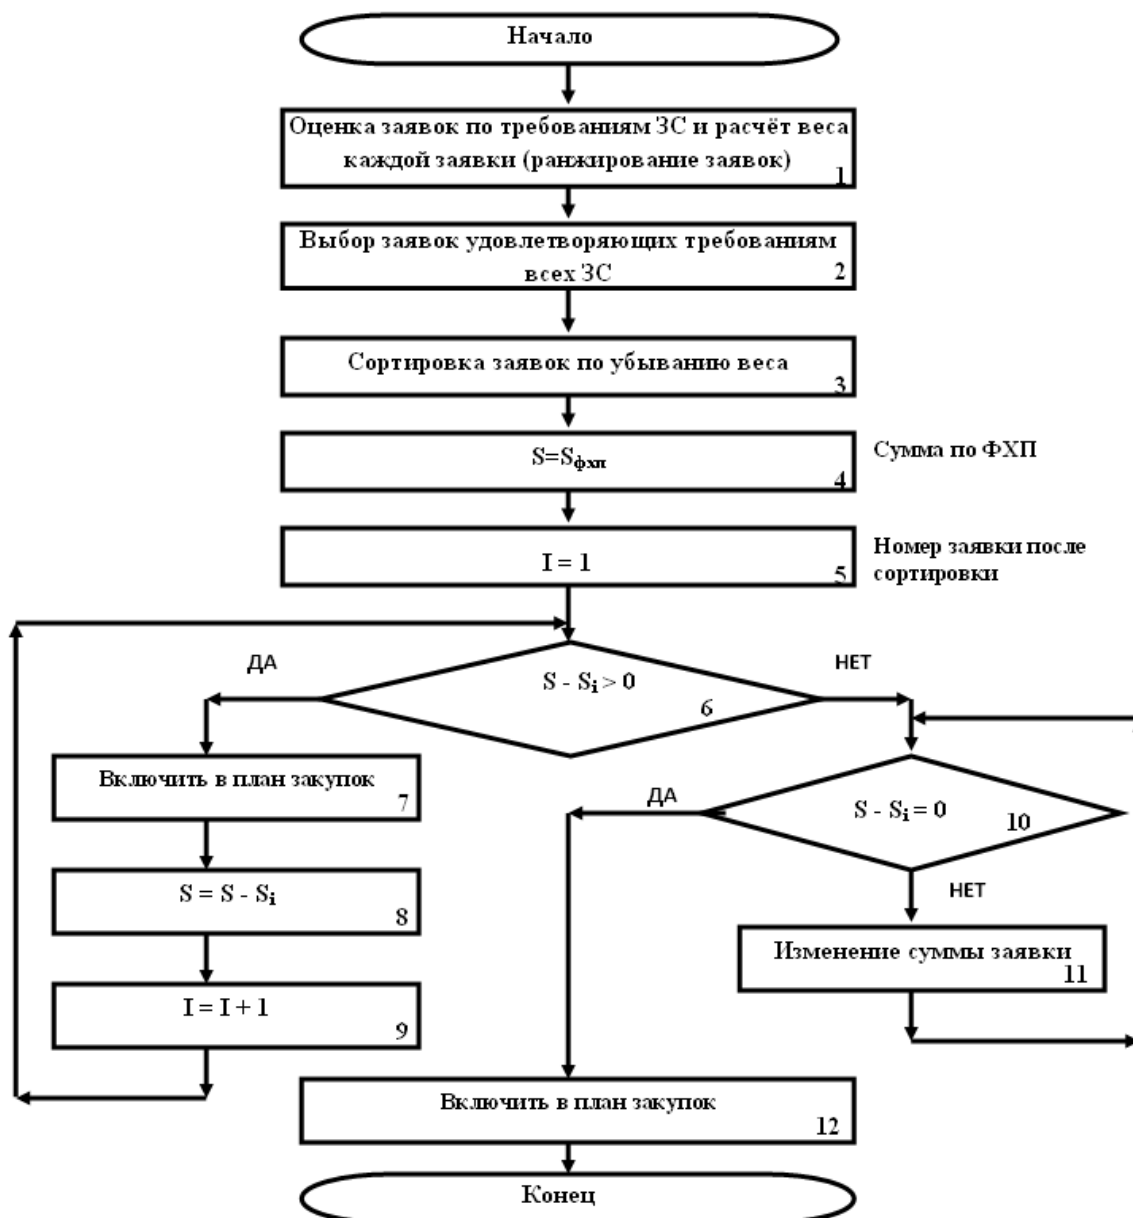 Начало
Оценка заявок по требованиям ЗС и расчёт веса
каждой заявки (ранжирование заявок)
1
Выбор заявок удовлетворяющих требованиям
всех ЗС
2
Сортировка заявок по убыванию веса
3
S=Sфхп
4
Сумма по ФХП
I = 1
5
Номер заявки после
сортировки
ДА
НЕТ
S - Si > 0
6
Включить в план закупок
7
ДА
S - Si = 0
10
S = S - Si
8
НЕТ
Изменение суммы заявки
11
I = I + 1
9
Включить в план закупок
12
Конец